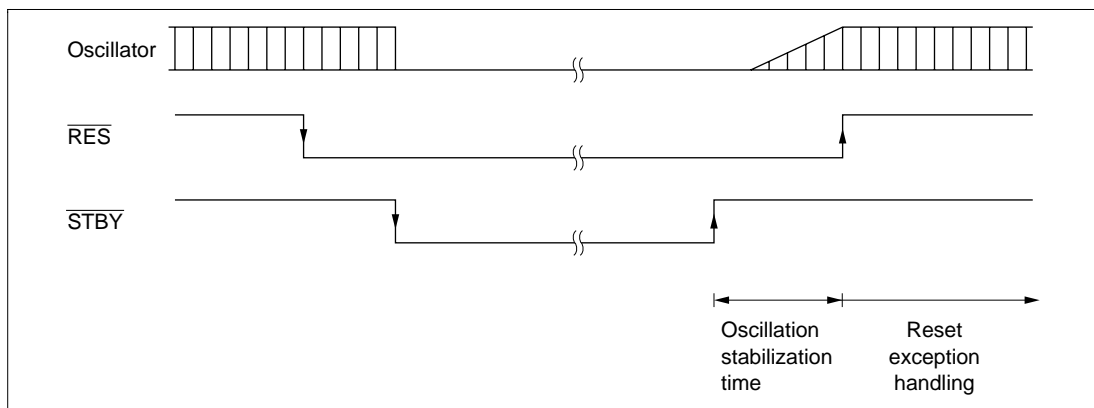 Oscillator
RES
STBY
Oscillation
stabilization
time
Reset
exception
handling